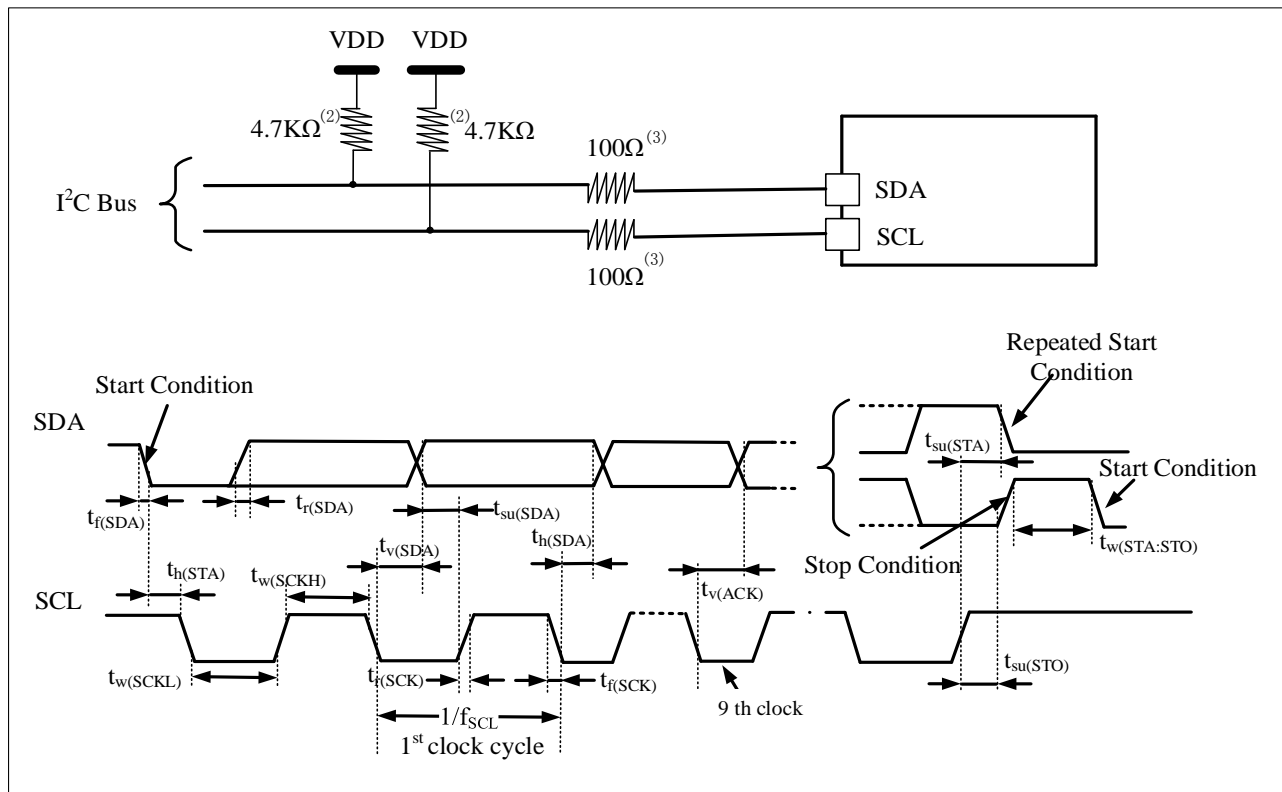 VDD VDD
4.7KΩ(2) (2)4.7KΩ
100Ω(3)
I2C Bus
SDA
SCL
100Ω(3)
Repeated Start
Condition
Start Condition
SDA
tsu(STA)
Start Condition
tf(SDA)
tr(SDA)
tsu(SDA)
tv(SDA)
th(SDA)
tw(STA:STO)
Stop Condition
th(STA)
tw(SCKH)
tv(ACK)
SCL
tw(SCKL)
tr(SCK)
tf(SCK)
tsu(STO)
9 th clock
1/fSCL
1st clock cycle